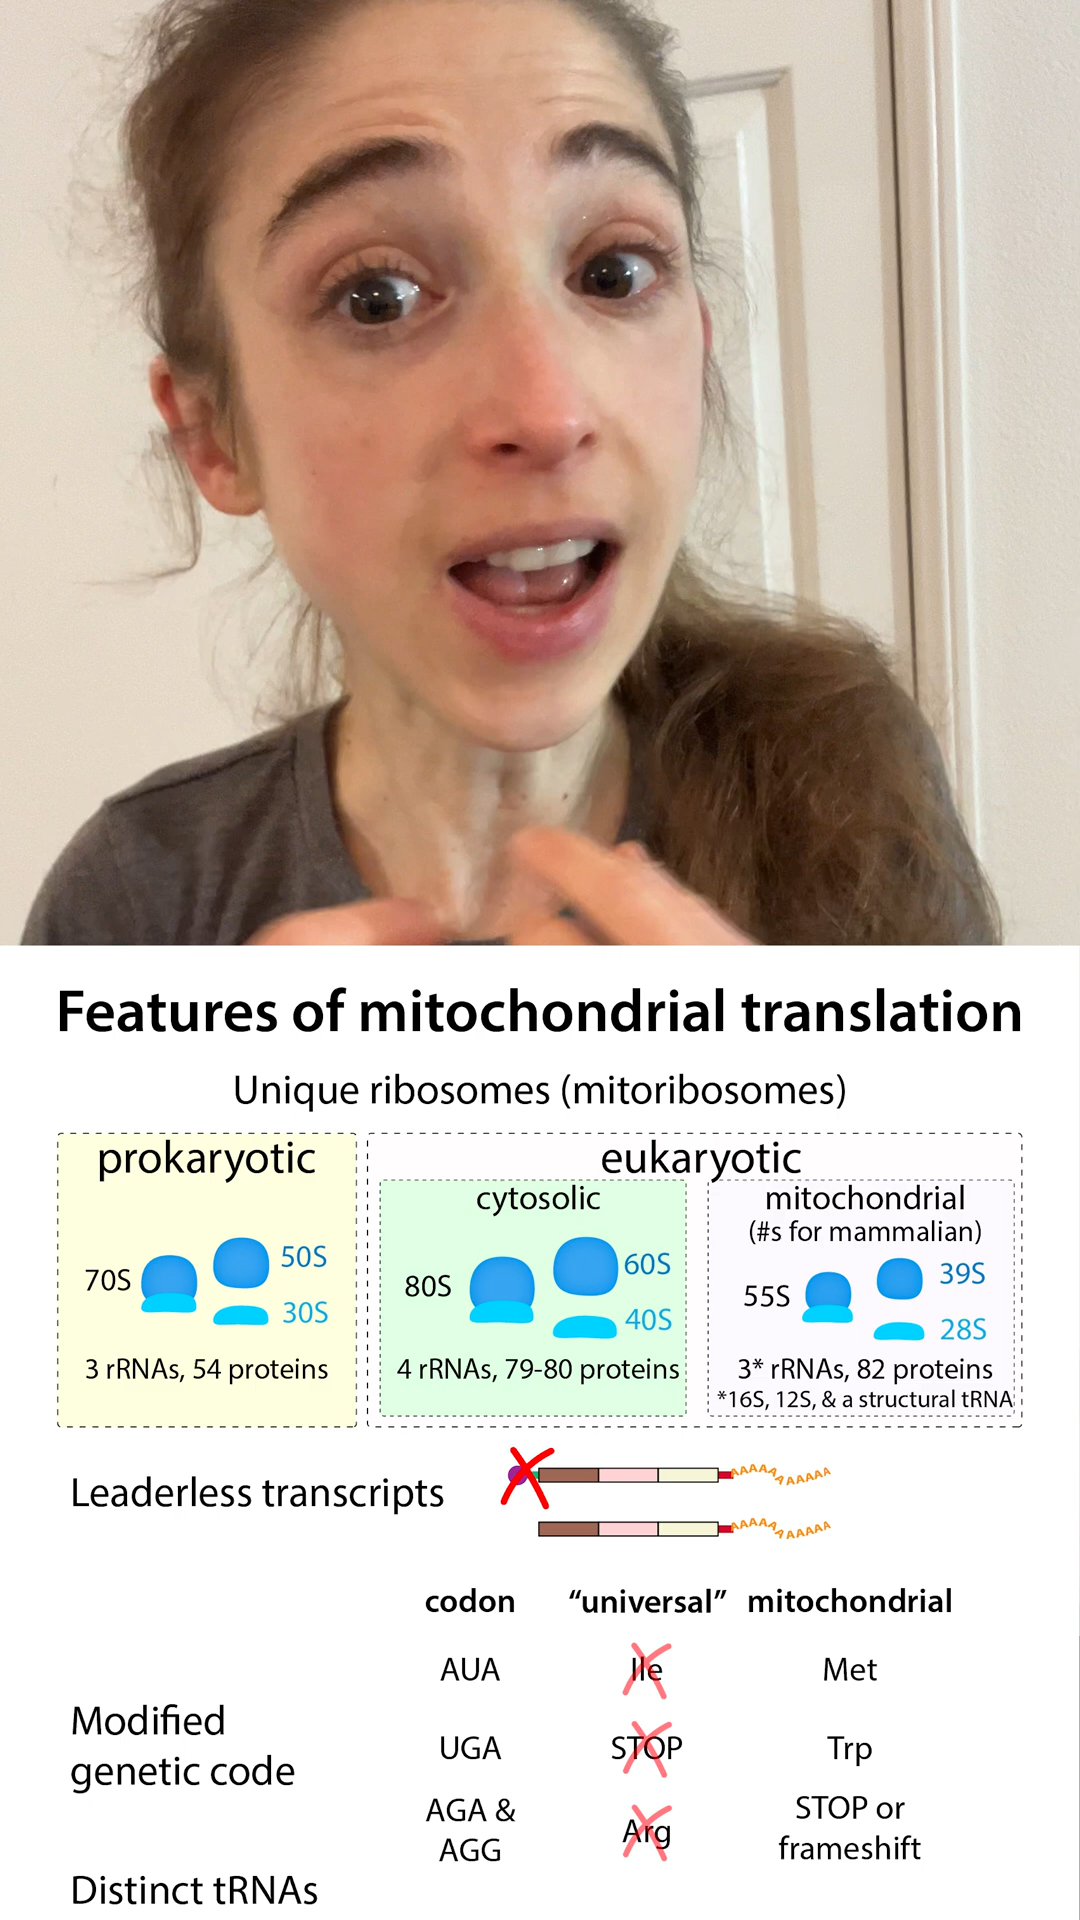 Features of mitochondrial translation
Unique ribosomes (mitoribosomes)
prokaryotic
70S
50S
30S
3 rRNAs, 54 proteins
eukaryotic
cytosolic
80S
60S
40S
4 rRNAs, 79-80 proteins
mitochondrial
(#s for mammalian)
55S
39S
28S
3* rRNAs, 82 proteins
*16S, 12S, & a structural tRNA
Leaderless transcripts
AAAAAAAAAAA
AAAAAAAAAAA
Modified
genetic code
codon “universal” mitochondrial
AUA Ile Met
UGA STOP Trp
AGA &
AGG
Arg
STOP or
frameshift
Distinct tRNAs